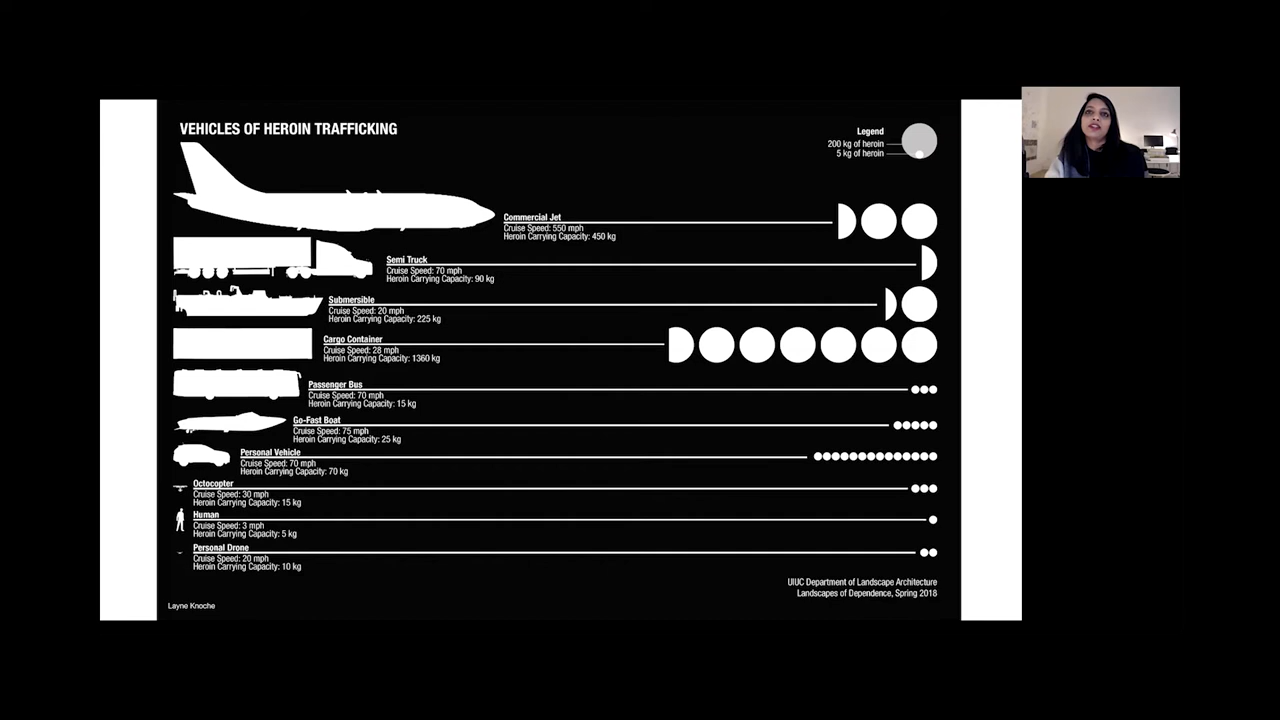 VEHICLES OF HEROIN TRAFFICKING
Legend
200 kg of heroin
5 kg of heroin
Commercial Jet
Cruise Speed: 550 mph
Heroin Carrying Capacity: 450 kg
Semi Truck
Cruise Speed: 70 mph
Heroin Carrying Capacity: 90 kg
Submersible
Cruise Speed: 20 mph
Heroin Carrying Capacity: 225 kg
Cargo Container
Cruise Speed: 28 mph
Heroin Carrying Capacity: 1360 kg
Passenger Bus
Cruise Speed: 70 mph
Heroin Carrying Capacity: 15 kg
Go-Fast Boat
Cruise Speed: 75 mph
Heroin Carrying Capacity: 25 kg
Personal Vehicle
Cruise Speed: 70 mph
Heroin Carrying Capacity: 70 kg
Octocopter
Cruise Speed: 30 mph
Heroin Carrying Capacity: 15 kg
Human
Cruise Speed: 3 mph
Heroin Carrying Capacity: 5 kg
Personal Drone
Cruise Speed: 20 mph
Heroin Carrying Capacity: 10 kg
UIUC Department of Landscape Architecture
Landscapes of Dependence, Spring 2018
Layne Knoche